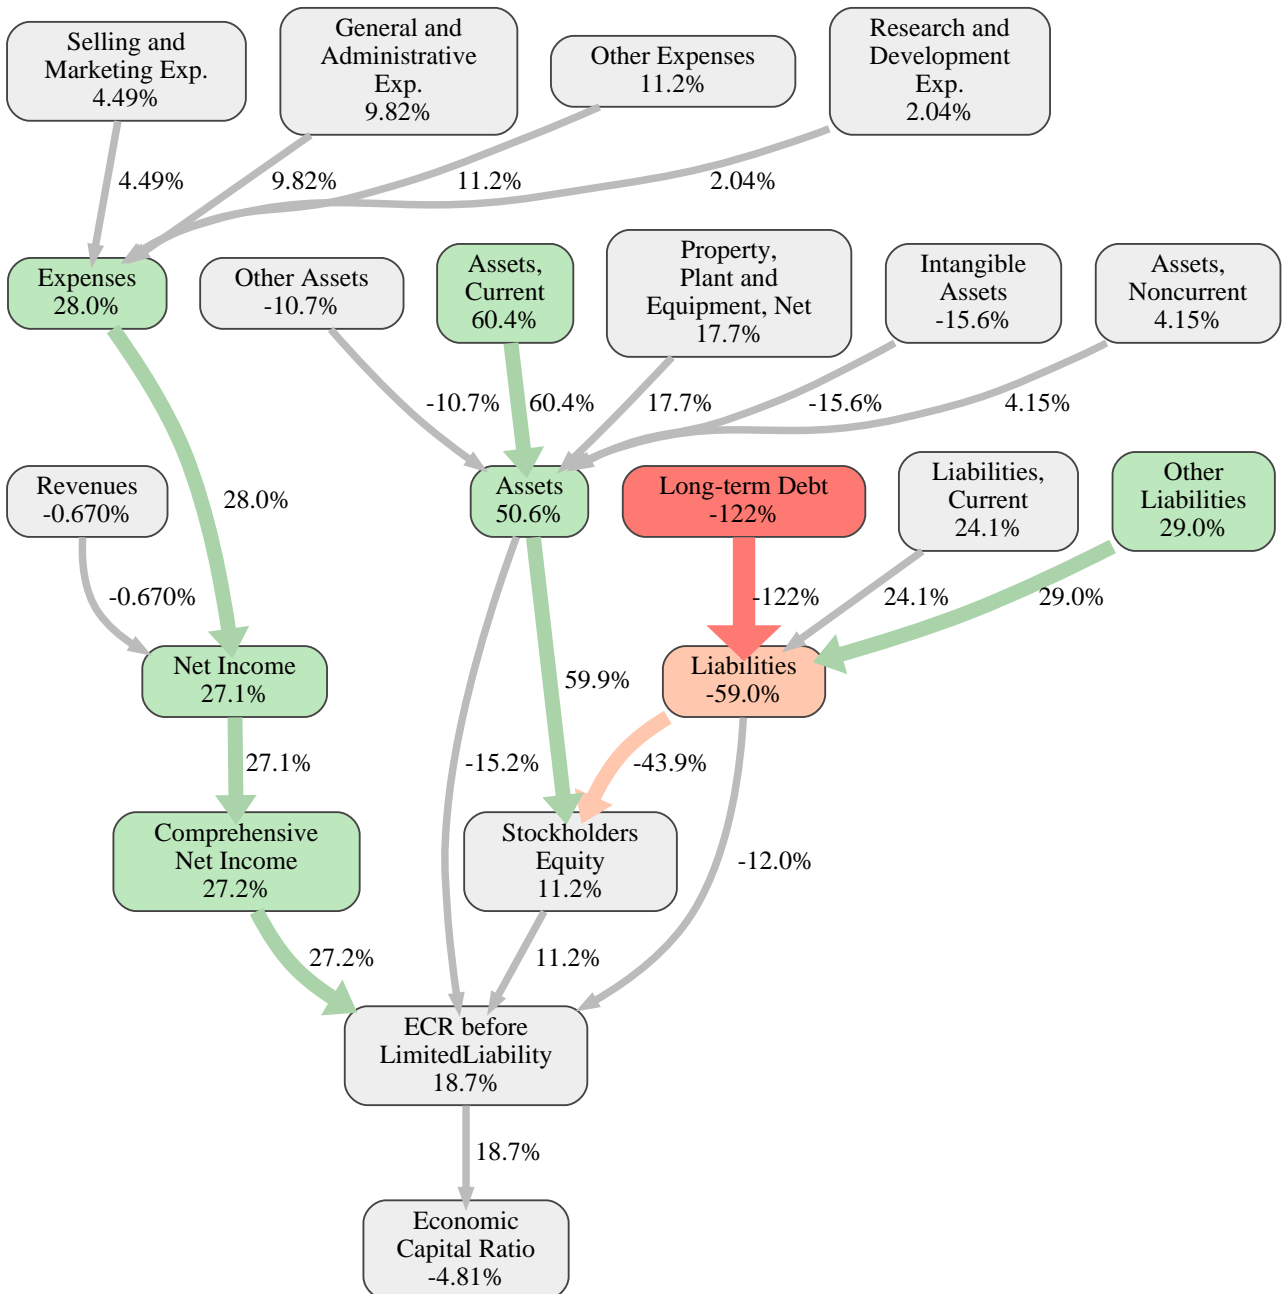 Selling and
Marketing Exp.
4.49%
General and
Administrative
Exp.
9.82%
Other Expenses
11.2%
Research and
Development
Exp.
2.04%
4.49%
9.82%
11.2%
2.04%
Expenses
28.0%
Other Assets
-10.7%
Assets,
Current
60.4%
Property,
Plant and
Equipment, Net
17.7%
Intangible
Assets
-15.6%
Assets,
Noncurrent
4.15%
-10.7%
60.4%
17.7%
-15.6%
4.15%
Revenues
-0.670%
28.0%
Assets
50.6%
Long-term Debt
-122%
Liabilities,
Current
24.1%
Other
Liabilities
29.0%
-0.670%
-122%
24.1%
29.0%
Net Income
27.1%
59.9%
Liabilities
-59.0%
27.1%
-15.2%
-43.9%
Comprehensive
Net Income
27.2%
Stockholders
Equity
11.2%
-12.0%
27.2%
11.2%
ECR before
LimitedLiability
18.7%
18.7%
Economic
Capital Ratio
-4.81%